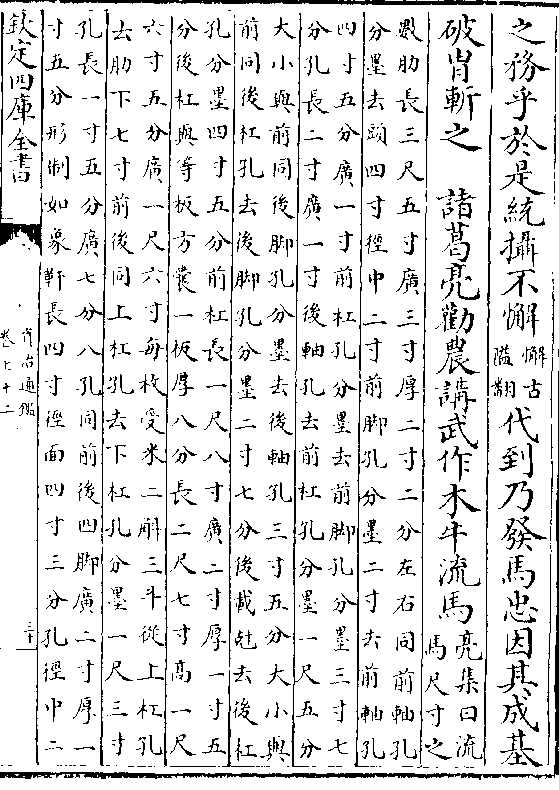 之務乎於是統攝不懈懈古隘翻代到乃發馬忠因其成基
破胄斬之　諸葛亮勸農講武作木牛流馬亮集曰流馬尺寸之
數肋長三尺五寸廣三寸厚二寸二分左右同前軸孔
分墨去頭四寸徑中二寸前脚孔分墨二寸去前軸孔
四寸五分廣一寸前杠孔分墨去前脚孔分墨三寸七
分孔長二寸廣一寸後軸孔去前杠孔分墨一尺五分
大小與前同後脚孔分墨去後軸孔三寸五分大小與
前同後杠孔去後脚孔分墨二寸七分後載尅去後杠
孔分墨四寸五分前杠長一尺八寸廣二寸厚一寸五
分後杠與等板方囊一板厚八分長二尺七寸高一尺
六寸五分廣一尺六寸每枚受米二斛三斗從上杠孔
去肋下七寸前後同上杠孔去下杠孔分墨一尺三寸
孔長一寸五分廣七分八孔同前後四脚廣二寸厚一
寸五分形制如象軒長四寸徑面四寸三分孔徑中二
欽定四庫全書
資治通鑑
卷七十二